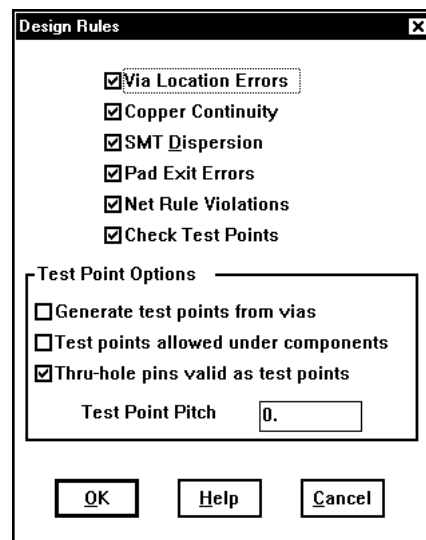 Design Rules
Via Location Errors
Copper Continuity
SMT Dispersion
Pad Exit Errors
Net Rule Violations
Check Test Points
Test Point Options
Generate test points from vias
Test points allowed under components
Thru-hole pins valid as test points
Test Point Pitch 0.
OK Help Cancel